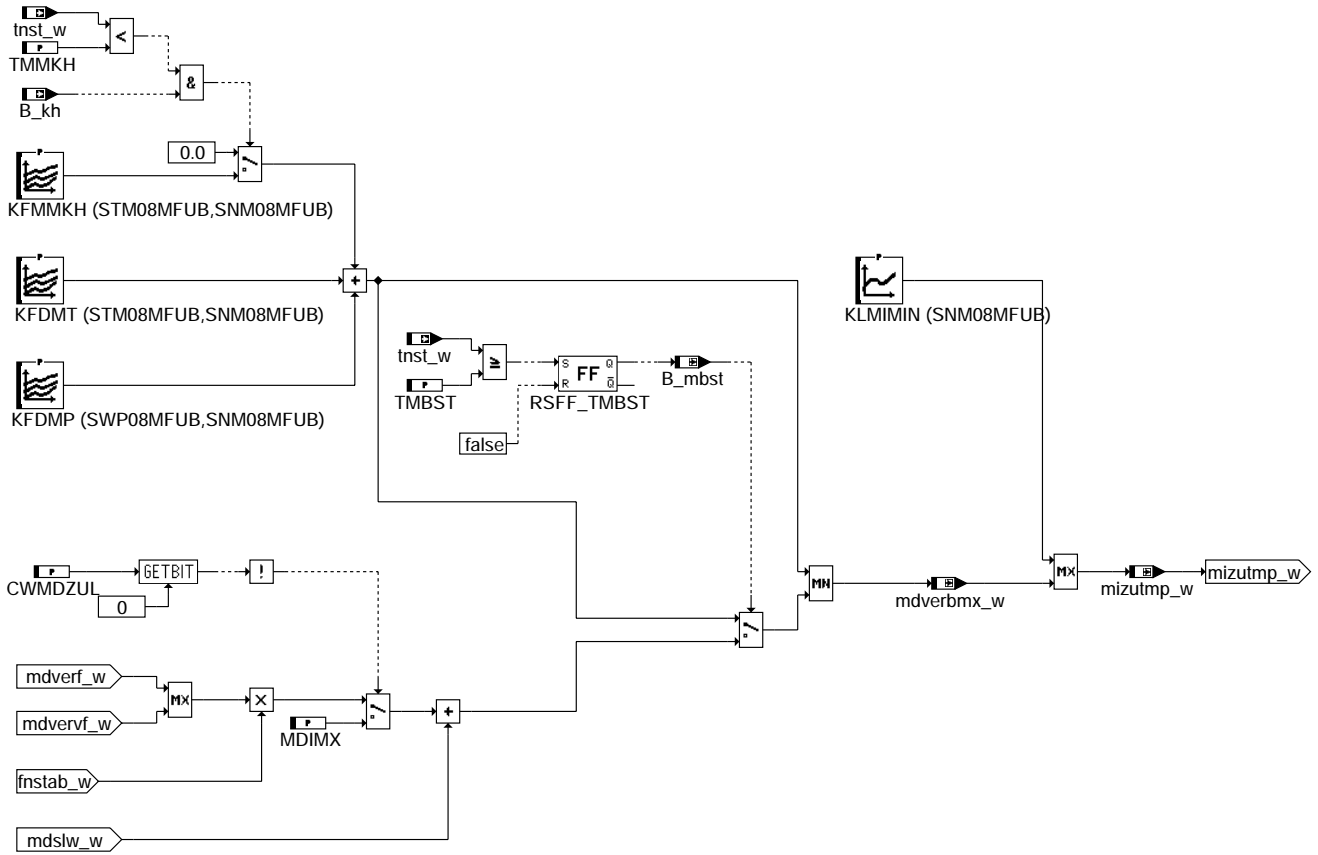 tnst_w
<
P
TMMKH
&
B_kh
0.0
P
KFMMKH (STM08MFUB,SNM08MFUB)
P
KFDMT (STM08MFUB,SNM08MFUB)
+
P
KLMIMIN (SNM08MFUB)
tnst_w
≥
P
TMBST
S Q
FF
R Q̅
RSFF_TMBST
B_mbst
P
KFDMP (SWP08MFUB,SNM08MFUB)
false
P
CWMDZUL
GETBIT
!
0
MN
mdverbmx_w
MX
mizutmp_w
mizutmp_w
mdverf_w
MX
X
mdvervf_w
P
MDIMX
+
fnstab_w
mdslw_w